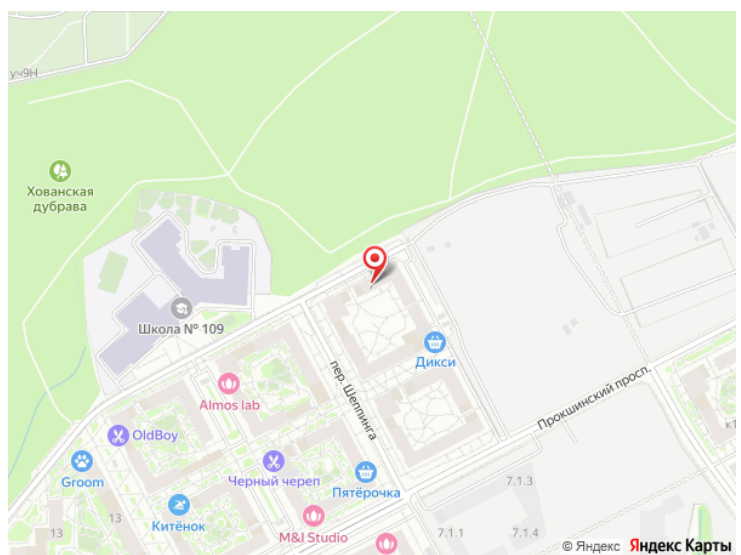 уч9Н
Хованская
дубрава
Школа № 109
Дикси
пер. Шеппинга
Прокшинский просп.
Almos lab
OldBoy
Groom
Черный череп
Пятёрочка
Китёнок
M&I Studio
13
13
7.1.3
7.1.1
7.1.4
к1
© Яндекс Яндекс Карты